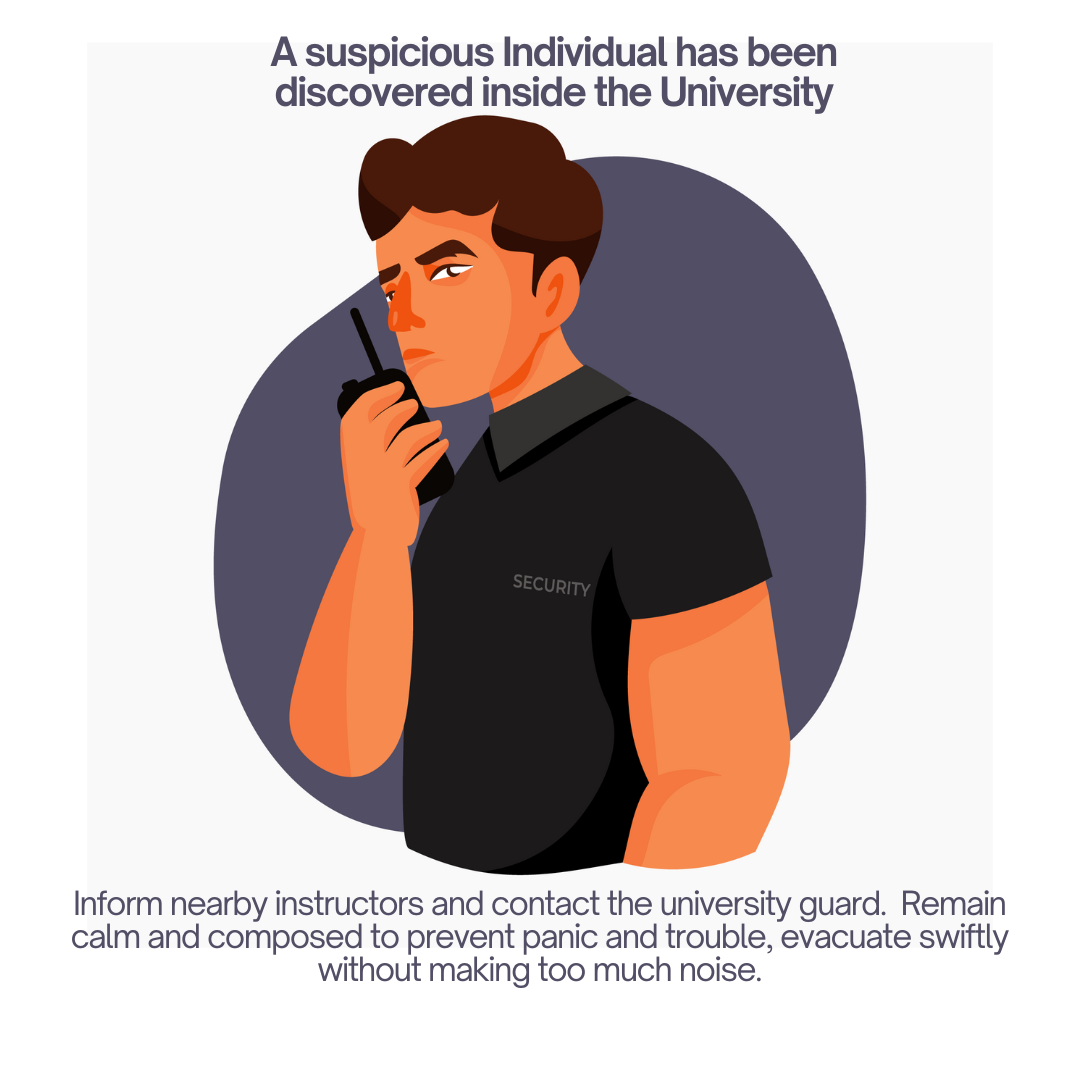 A suspicious Individual has been
discovered inside the University
SECURITY
Inform nearby instructors and contact the university guard.  Remain
calm and composed to prevent panic and trouble, evacuate swiftly
without making too much noise.